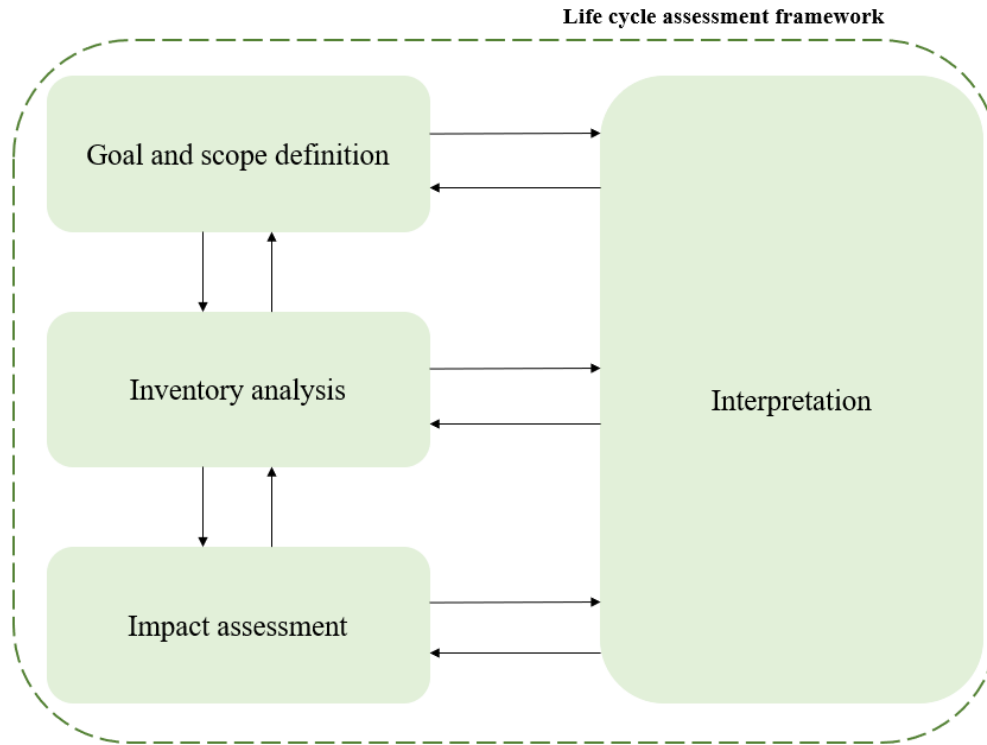 Life cycle assessment framework
Goal and scope definition
Inventory analysis
Interpretation
Impact assessment